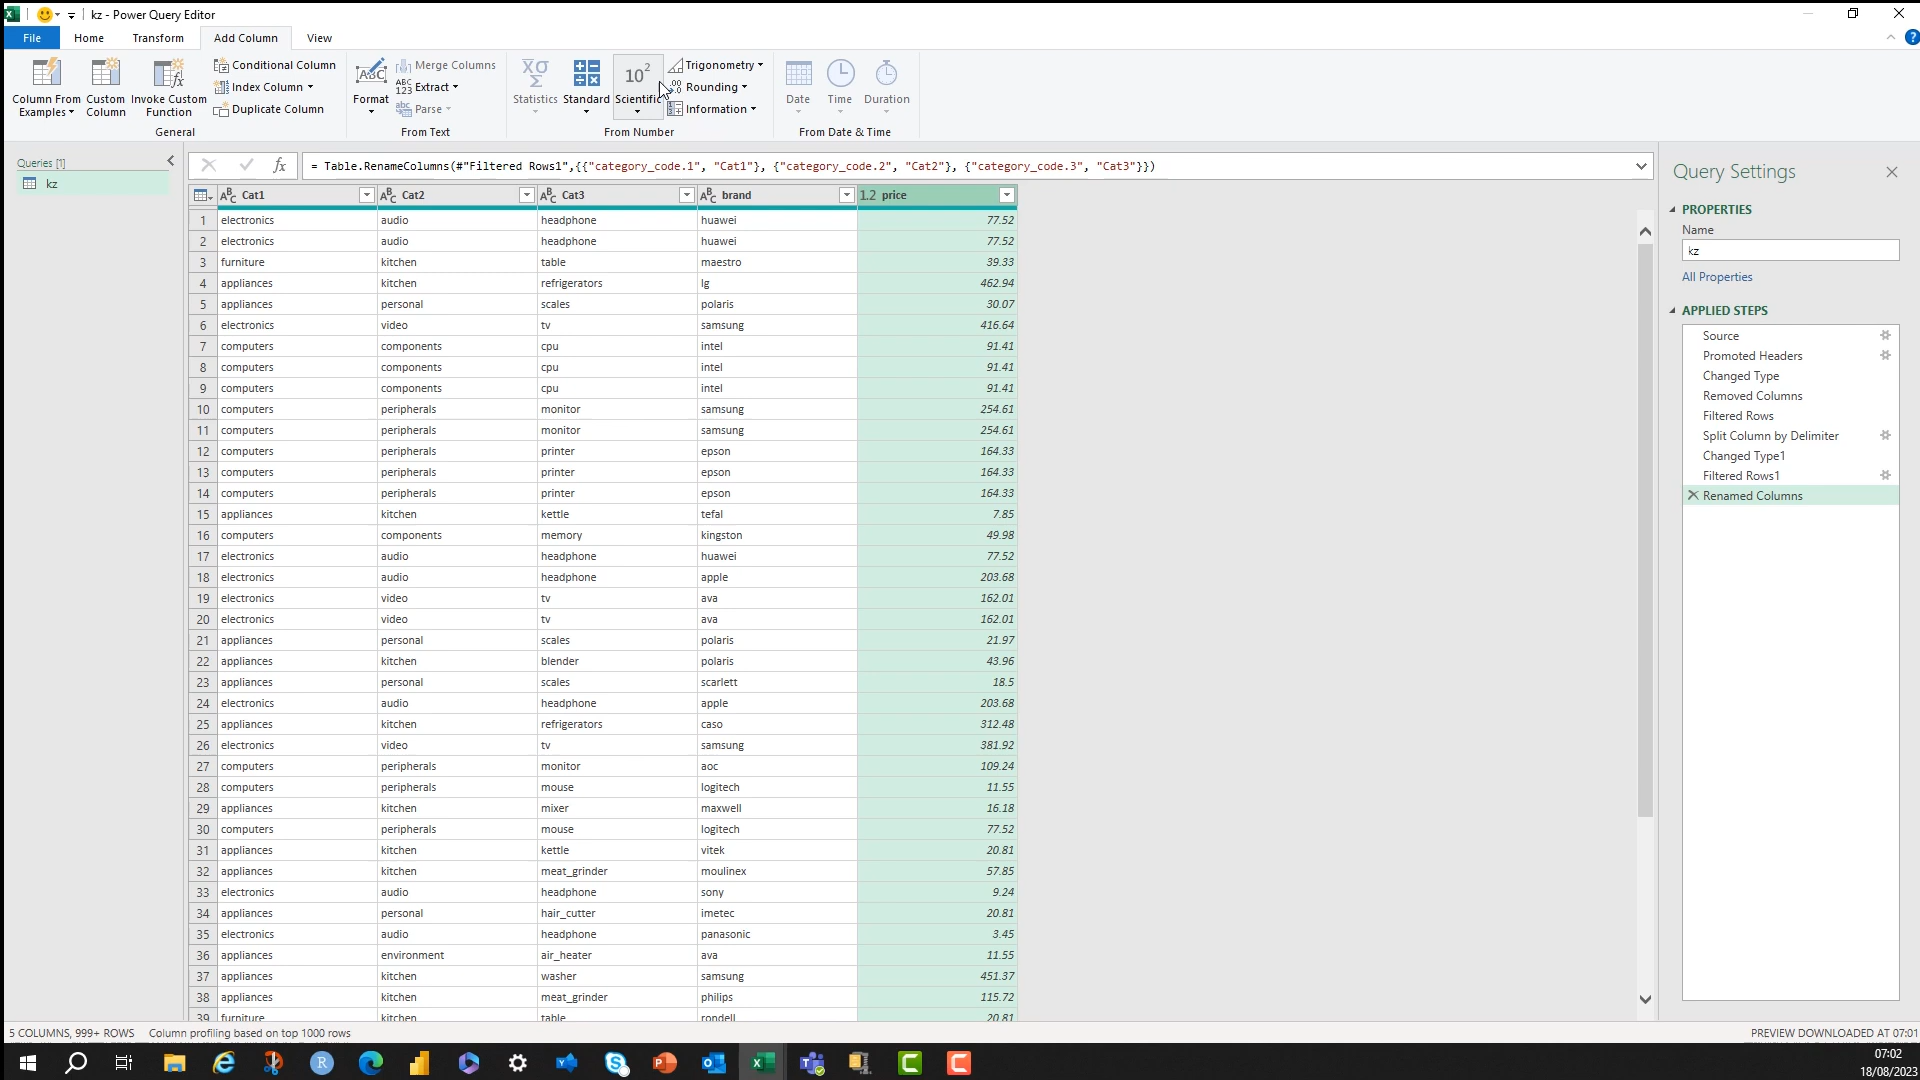 kz - Power Query Editor
File Home Transform Add Column View
Column From Examples
Custom Column
Invoke Custom Function
Conditional Column
Index Column
Duplicate Column
General
ABC
Format
Merge Columns
ABC 123 Extract
abc Parse
From Text
Χσ Σ
Statistics
Standard
10²
Scientific
Trigonometry
.00 Rounding
Information
From Number
Date
Time
Duration
From Date & Time
Queries [1]
kz
fx = Table.RenameColumns(#"Filtered Rows1",{{"category_code.1", "Cat1"}, {"category_code.2", "Cat2"}, {"category_code.3", "Cat3"}})
ABC Cat1 ABC Cat2 ABC Cat3 ABC brand 1.2 price
1 electronics audio headphone huawei 77.52
2 electronics audio headphone huawei 77.52
3 furniture kitchen table maestro 39.33
4 appliances kitchen refrigerators lg 462.94
5 appliances personal scales polaris 30.07
6 electronics video tv samsung 416.64
7 computers components cpu intel 91.41
8 computers components cpu intel 91.41
9 computers components cpu intel 91.41
10 computers peripherals monitor samsung 254.61
11 computers peripherals monitor samsung 254.61
12 computers peripherals printer epson 164.33
13 computers peripherals printer epson 164.33
14 computers peripherals printer epson 164.33
15 appliances kitchen kettle tefal 7.85
16 computers components memory kingston 49.98
17 electronics audio headphone huawei 77.52
18 electronics audio headphone apple 203.68
19 electronics video tv ava 162.01
20 electronics video tv ava 162.01
21 appliances personal scales polaris 21.97
22 appliances kitchen blender polaris 43.96
23 appliances personal scales scarlett 18.5
24 electronics audio headphone apple 203.68
25 appliances kitchen refrigerators caso 312.48
26 electronics video tv samsung 381.92
27 computers peripherals monitor aoc 109.24
28 computers peripherals mouse logitech 11.55
29 appliances kitchen mixer maxwell 16.18
30 computers peripherals mouse logitech 77.52
31 appliances kitchen kettle vitek 20.81
32 appliances kitchen meat_grinder moulinex 57.85
33 electronics audio headphone sony 9.24
34 appliances personal hair_cutter imetec 20.81
35 electronics audio headphone panasonic 3.45
36 appliances environment air_heater ava 11.55
37 appliances kitchen washer samsung 451.37
38 appliances kitchen meat_grinder philips 115.72
39 furniture kitchen table rondell 20.81
Query Settings
PROPERTIES
Name
kz
All Properties
APPLIED STEPS
Source
Promoted Headers
Changed Type
Removed Columns
Filtered Rows
Split Column by Delimiter
Changed Type1
Filtered Rows1
Renamed Columns
5 COLUMNS, 999+ ROWS Column profiling based on top 1000 rows
PREVIEW DOWNLOADED AT 07:01
07:02
18/08/2023